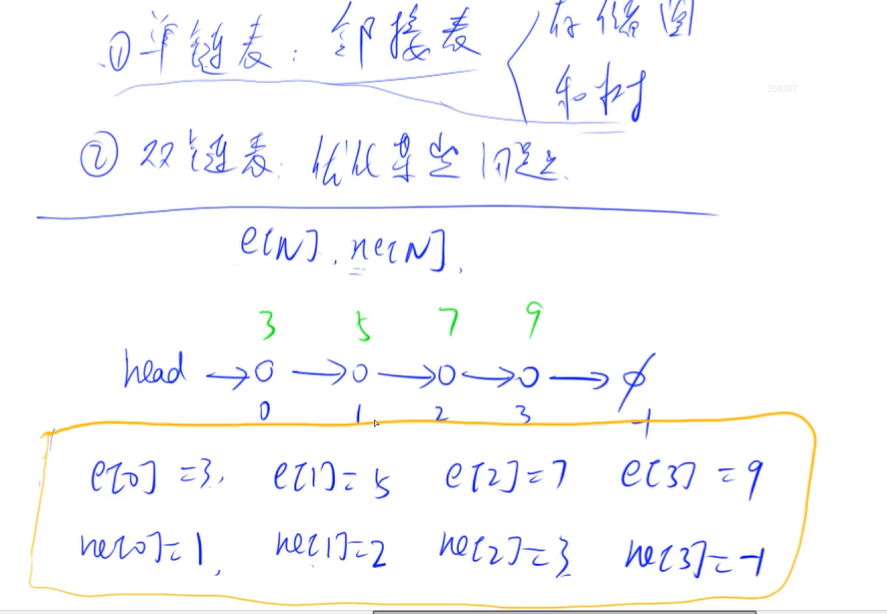 ① 单链表：邻接表 存储图
和树
② 双链表：优化某些问题
e[N], ne[N],
3 5 7 9
head → o → o → o → o → ∅
0 1 2 3 -1
e[0]=3, e[1]=5 e[2]=7 e[3]=9
ne[0]=1, ne[1]=2 ne[2]=3 ne[3]=-1
259397